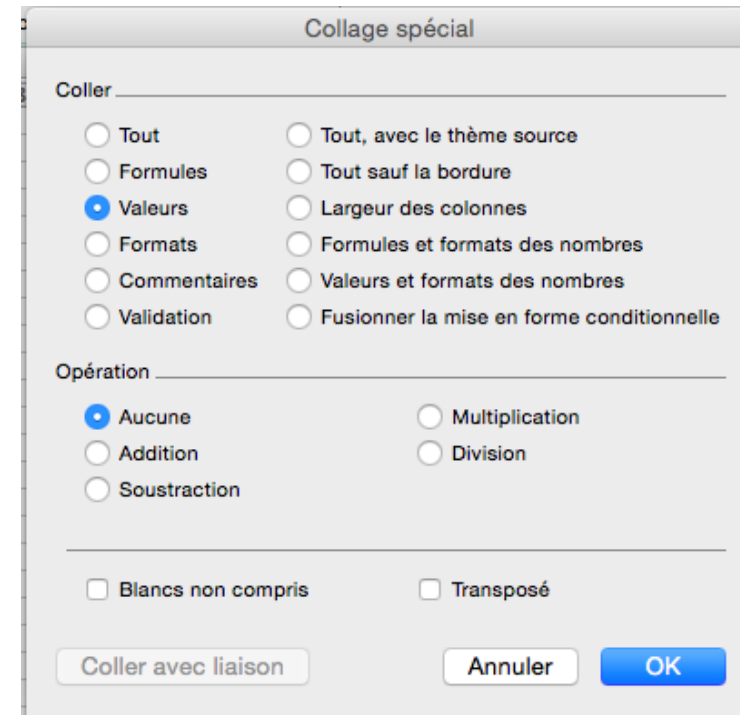 Collage spécial
Coller
Tout
Tout, avec le thème source
Formules
Tout sauf la bordure
Valeurs
Largeur des colonnes
Formats
Formules et formats des nombres
Commentaires
Valeurs et formats des nombres
Validation
Fusionner la mise en forme conditionnelle
Opération
Aucune
Multiplication
Addition
Division
Soustraction
Blancs non compris
Transposé
Coller avec liaison
Annuler
OK